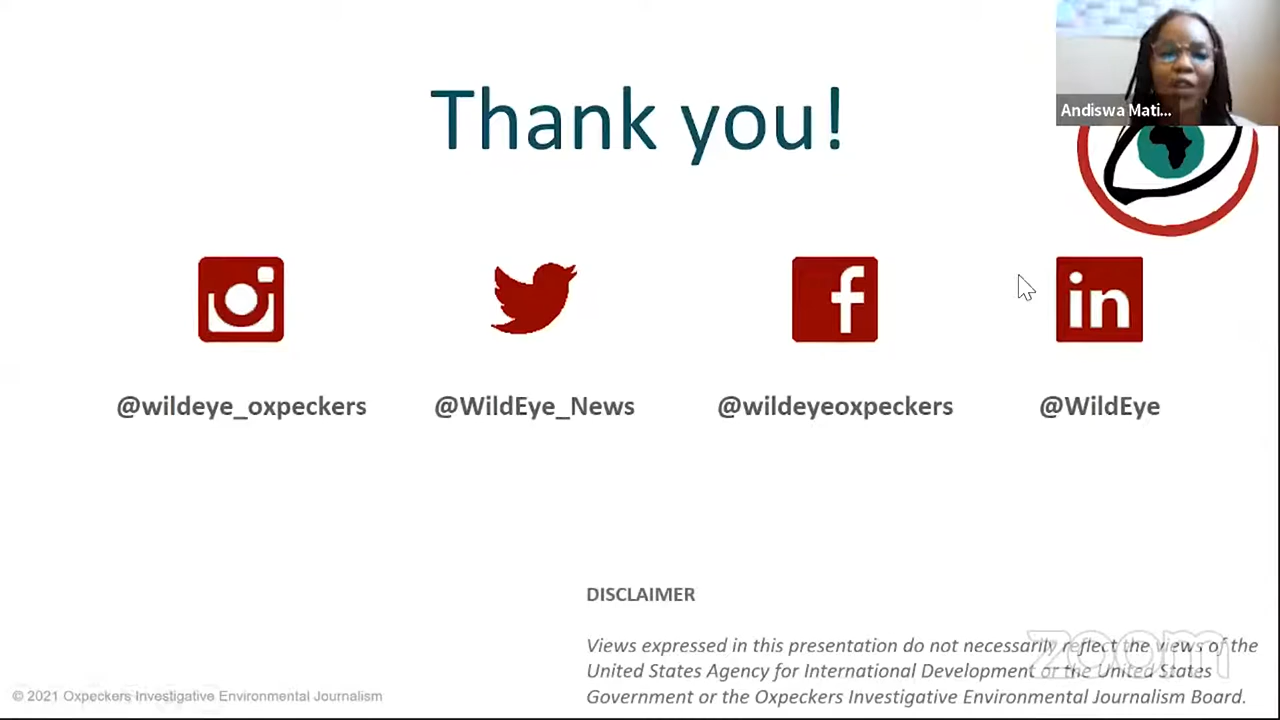 Thank you!
Andiswa Mati...
in
@wildeye_oxpeckers
@WildEye_News
@wildeyeoxpeckers
@WildEye
DISCLAIMER
Views expressed in this presentation do not necessarily reflect the views of the
United States Agency for International Development or the United States
Government or the Oxpeckers Investigative Environmental Journalism Board.
zoom
© 2021 Oxpeckers Investigative Environmental Journalism